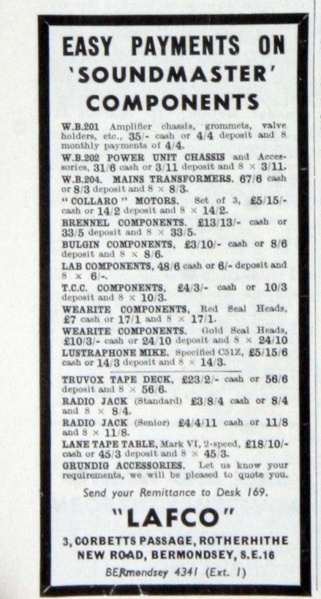 EASY PAYMENTS ON
'SOUNDMASTER'
COMPONENTS
W.B.201 Amplifier chassis, grommets, valve
holders, etc., 35/- cash or 4/4 deposit and 8
monthly payments of 4/4.
W.B.202 POWER UNIT CHASSIS and Acces-
sories, 31/6 cash or 3/11 deposit and 8 × 3/11.
W.B.204. MAINS TRANSFORMERS. 67/6 cash
or 8/3 deposit and 8 × 8/3.
"COLLARO" MOTORS. Set of 3, £5/15/-
cash or 14/2 deposit and 8 × 14/2.
BRENNEL COMPONENTS. £13/13/- cash or
33/5 deposit and 8 × 33/5.
BULGIN COMPONENTS, £3/10/- cash or 8/6
deposit and 8 × 8/6.
LAB COMPONENTS, 48/6 cash or 6/- deposit and
8 × 6/-.
T.C.C. COMPONENTS, £4/3/- cash or 10/3
deposit and 8 × 10/3.
WEARITE COMPONENTS, Red Seal Heads,
£7 cash or 17/1 and 8 × 17/1.
WEARITE COMPONENTS. Gold Seal Heads,
£10/3/- cash or 24/10 deposit and 8 × 24/10
LUSTRAPHONE MIKE. Specified C51Z, £5/15/6
cash or 14/3 deposit and 8 × 14/3.
TRUVOX TAPE DECK, £23/2/- cash or 56/6
deposit and 8 × 56/6.
RADIO JACK (Standard) £3/8/4 cash or 8/4
and 8 × 8/4.
RADIO JACK (Senior) £4/4/11 cash or 11/8
and 8 × 11/8.
LANE TAPE TABLE, Mark VI, 2-speed, £18/10/-
cash or 45/3 deposit and 8 × 45/3.
GRUNDIG ACCESSORIES. Let us know your
requirements, we will be pleased to quote you.
Send your Remittance to Desk 169.
"LAFCO"
3, CORBETTS PASSAGE, ROTHERHITHE
NEW ROAD, BERMONDSEY, S.E.16
BERmondsey 4341 (Ext. 1)